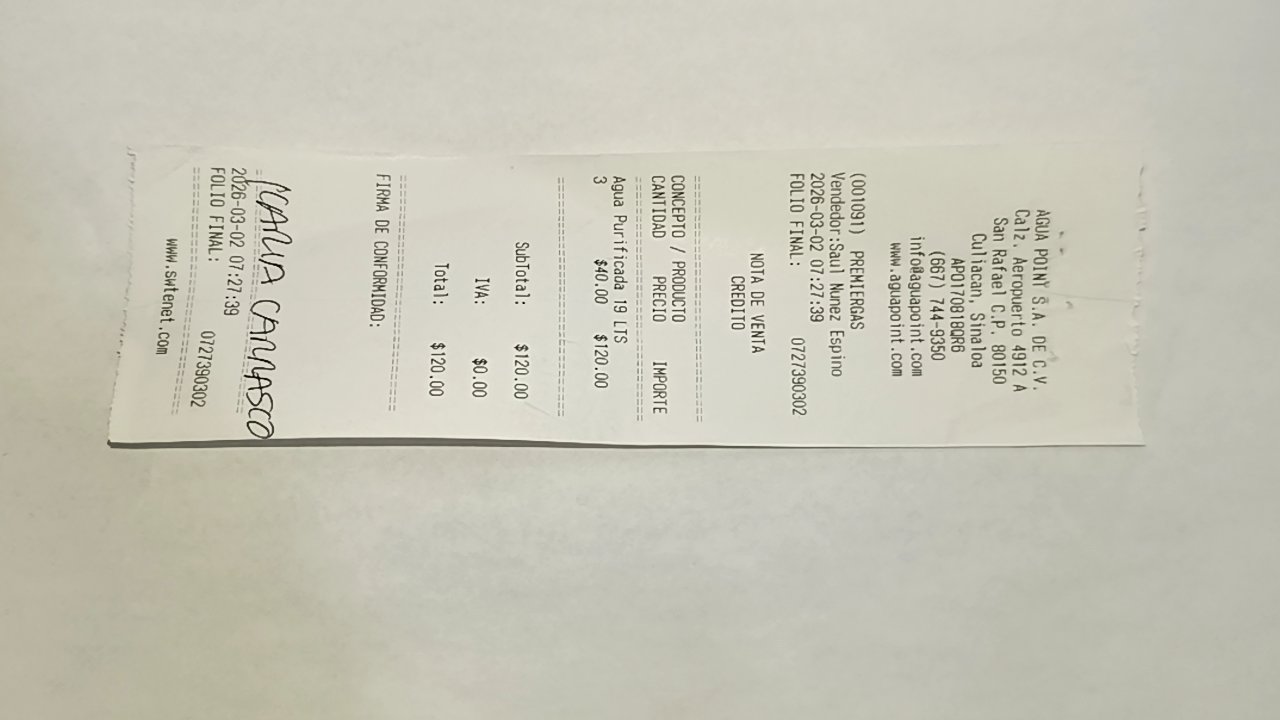 AGUA POINT S.A. DE C.V.
Calz. Aeropuerto 4912 A
San Rafael C.P. 80150
Culiacan, Sinaloa
APO170818QR6
(667) 744-9350
info@aguapoint.com
www.aguapoint.com
(001091) PREMIERGAS
Vendedor:Saul Nunez Espino
2026-03-02 07:27:39
FOLIO FINAL: 0727390302
NOTA DE VENTA
CREDITO
CONCEPTO / PRODUCTO
CANTIDAD PRECIO IMPORTE
Agua Purificada 19 LTS
3 $40.00 $120.00
SubTotal: $120.00
IVA: $0.00
Total: $120.00
FIRMA DE CONFORMIDAD:
CARRASCO
2026-03-02 07:27:39
FOLIO FINAL: 0727390302
www.swtenet.com